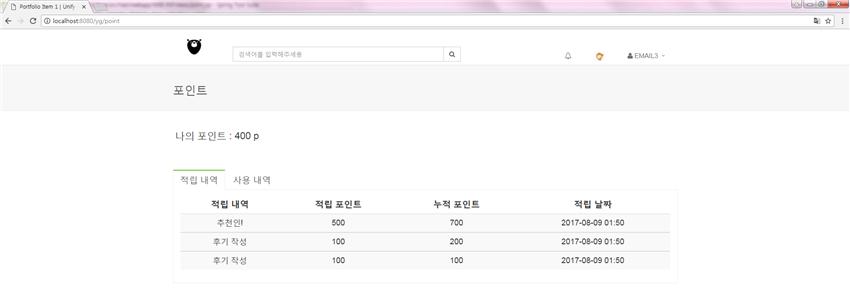 Portfolio Item 1 | Unify
localhost:8080/yg/point
검색어를 입력해주세용
EMAIL3
포인트
나의 포인트 : 400 p
적립 내역 사용 내역
적립 내역 적립 포인트 누적 포인트 적립 날짜
추천인! 500 700 2017-08-09 01:50
후기 작성 100 200 2017-08-09 01:50
후기 작성 100 100 2017-08-09 01:50